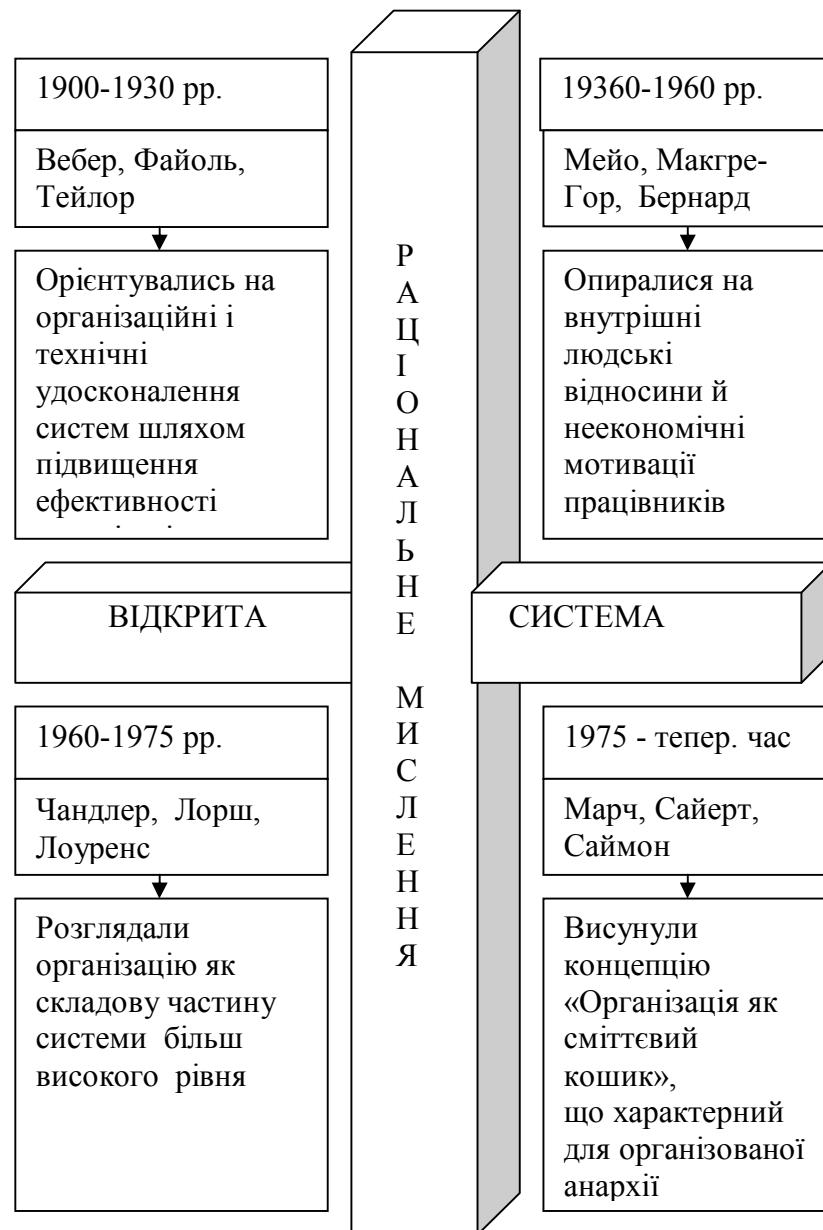 1900-1930 рр.
Вебер, Файоль,
Тейлор
Орієнтувались на
організаційні і
технічні
удосконалення
систем шляхом
підвищення
ефективності
19360-1960 рр.
Мейо, Макгре-
Гор, Бернард
Опиралися на
внутрішні
людські
відносини й
неекономічні
мотивації
працівників
РАЦІОНАЛЬНЕ МИСЛЕННЯ
ВІДКРИТА СИСТЕМА
1960-1975 рр.
Чандлер, Лорш,
Лоуренс
Розглядали
організацію як
складову частину
системи більш
високого рівня
1975 - тепер. час
Марч, Сайерт,
Саймон
Висунули
концепцію
«Організація як
сміттєвий
кошик»,
що характерний
для організованої
анархії